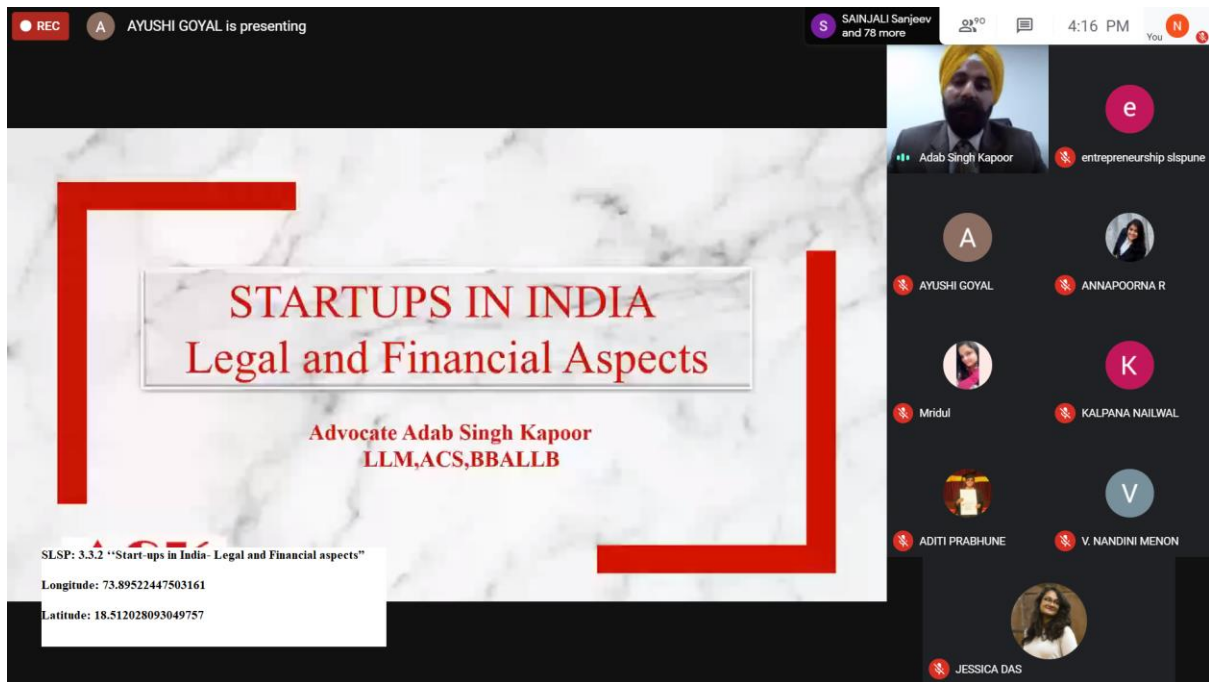 REC
A
AYUSHI GOYAL is presenting
S
SAINJALI Sanjeev
and 78 more
90
4:16 PM
You
N
STARTUPS IN INDIA
Legal and Financial Aspects
Advocate Adab Singh Kapoor
LLM,ACS,BBALLB
SLSP: 3.3.2 ‘‘Start-ups in India- Legal and Financial aspects”
Longitude: 73.89522447503161
Latitude: 18.512028093049757
Adab Singh Kapoor
e
entrepreneurship slspune
A
AYUSHI GOYAL
ANNAPOORNA R
Mridul
K
KALPANA NAILWAL
ADITI PRABHUNE
V
V. NANDINI MENON
JESSICA DAS